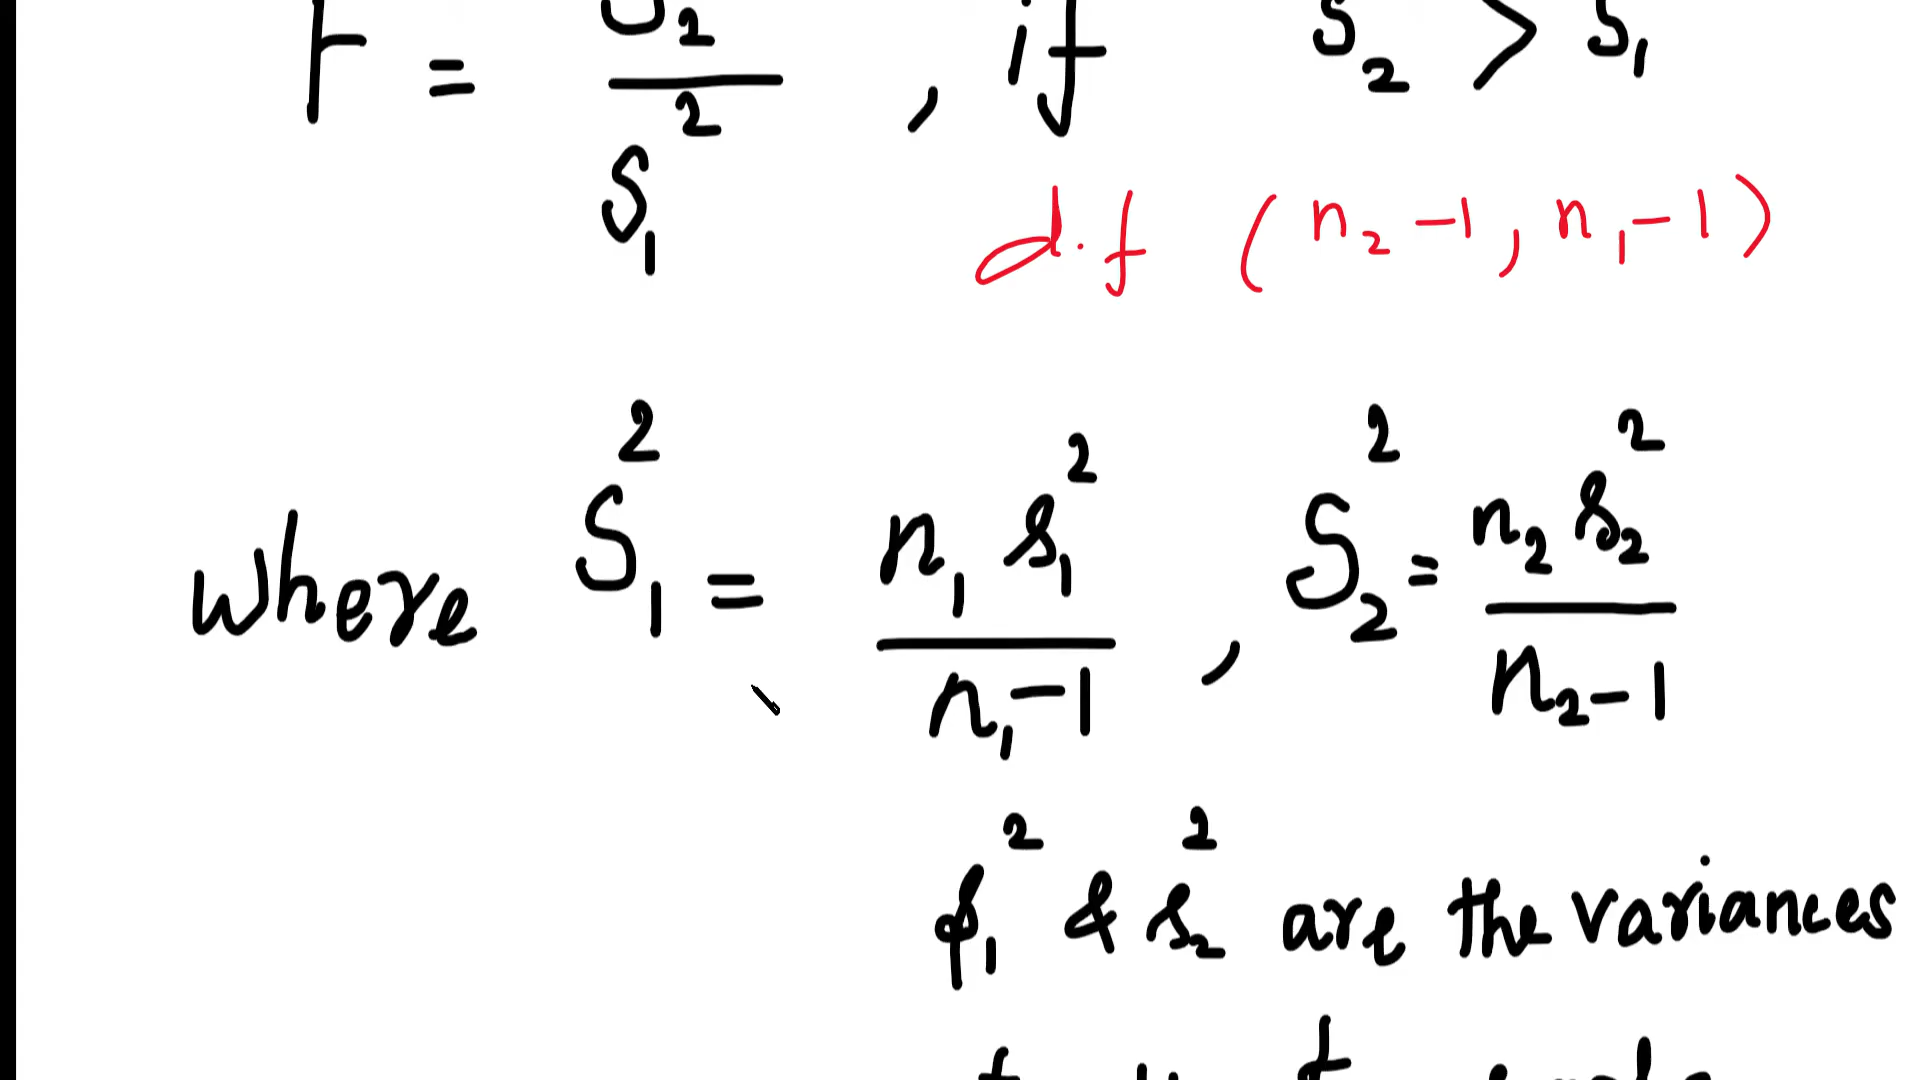 F = S₂² / S₁² , if S₂ > S₁
d.f (n₂-1, n₁-1)
where S₁² = n₁ s₁² / n₁-1 , S₂² = n₂ s₂² / n₂-1
s₁² & s₂² are the variances